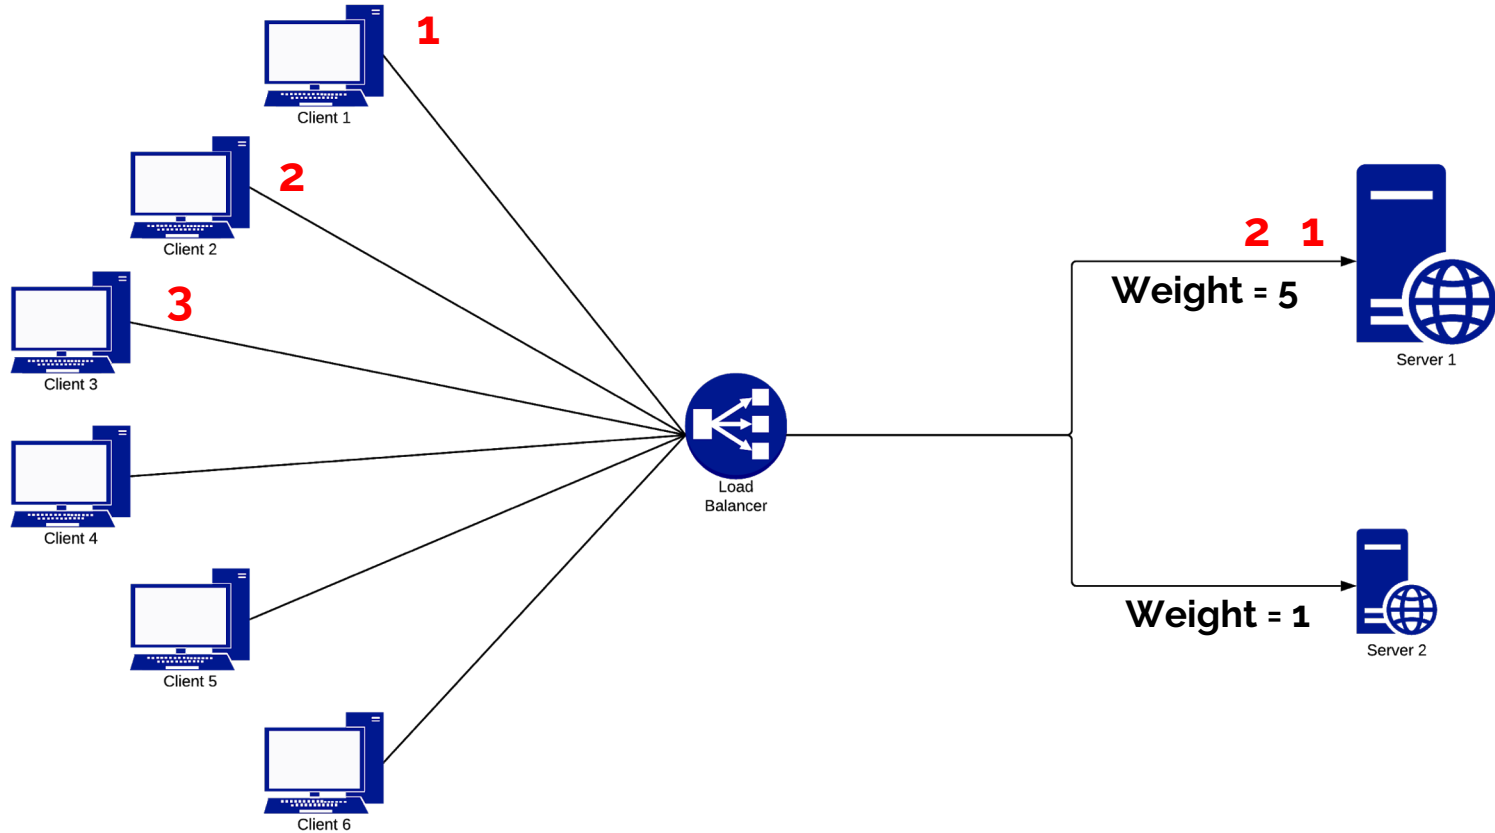 1
Client 1
2
Client 2
3
Client 3
Client 4
Client 5
Client 6
Load
Balancer
2 1
Weight = 5
Server 1
Weight = 1
Server 2